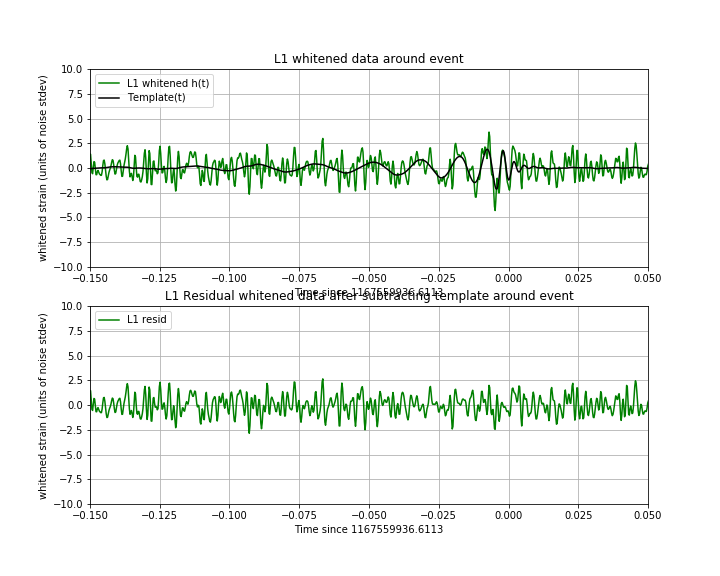 L1 whitened data around event
10.0
7.5
5.0
2.5
0.0
−2.5
−5.0
−7.5
−10.0
whitened strain (units of noise stdev)
L1 whitened h(t)
Template(t)
−0.150 −0.125 −0.100 −0.075 −0.050 −0.025 0.000 0.025 0.050
Time since 1167559936.6113
L1 Residual whitened data after subtracting template around event
10.0
7.5
5.0
2.5
0.0
−2.5
−5.0
−7.5
−10.0
whitened strain (units of noise stdev)
L1 resid
−0.150 −0.125 −0.100 −0.075 −0.050 −0.025 0.000 0.025 0.050
Time since 1167559936.6113